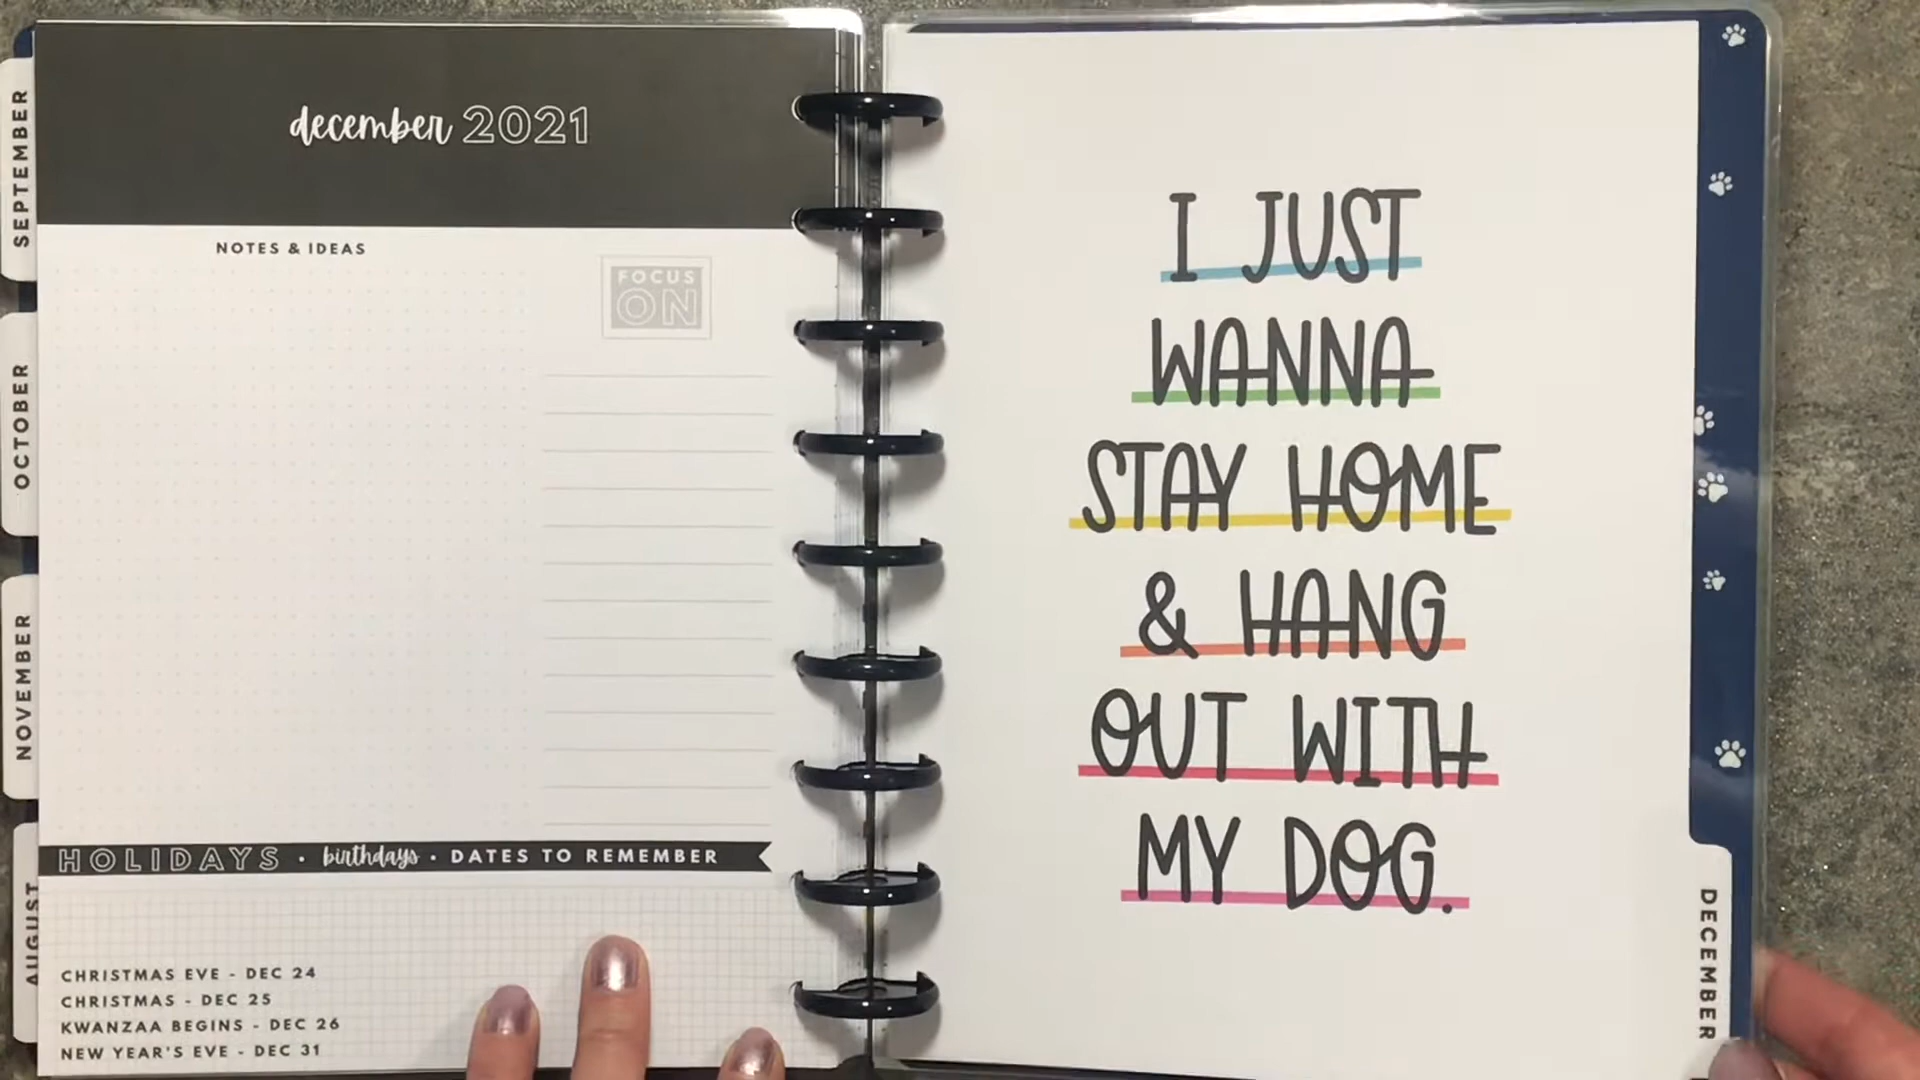 december 2021
NOTES & IDEAS
FOCUS
ON
HOLIDAYS · birthdays · DATES TO REMEMBER
CHRISTMAS EVE - DEC 24
CHRISTMAS - DEC 25
KWANZAA BEGINS - DEC 26
NEW YEAR'S EVE - DEC 31
SEPTEMBER
OCTOBER
NOVEMBER
AUGUST
I JUST
WANNA
STAY HOME
& HANG
OUT WITH
MY DOG.
DECEMBER